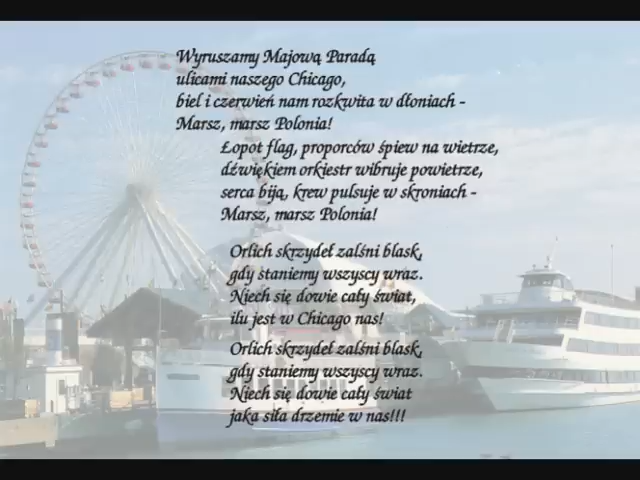 Wyruszamy Majową Paradą
ulicami naszego Chicago,
biel i czerwień nam rozkwita w dłoniach -
Marsz, marsz Polonia!
Łopot flag, proporców śpiew na wietrze,
dźwiękiem orkiestr wibruje powietrze,
serca biją, krew pulsuje w skroniach -
Marsz, marsz Polonia!
Orlich skrzydeł zalśni blask,
gdy staniemy wszyscy wraz.
Niech się dowie cały świat,
ilu jest w Chicago nas!
Orlich skrzydeł zalśni blask,
gdy staniemy wszyscy wraz.
Niech się dowie cały świat
jaka siła drzemie w nas!!!